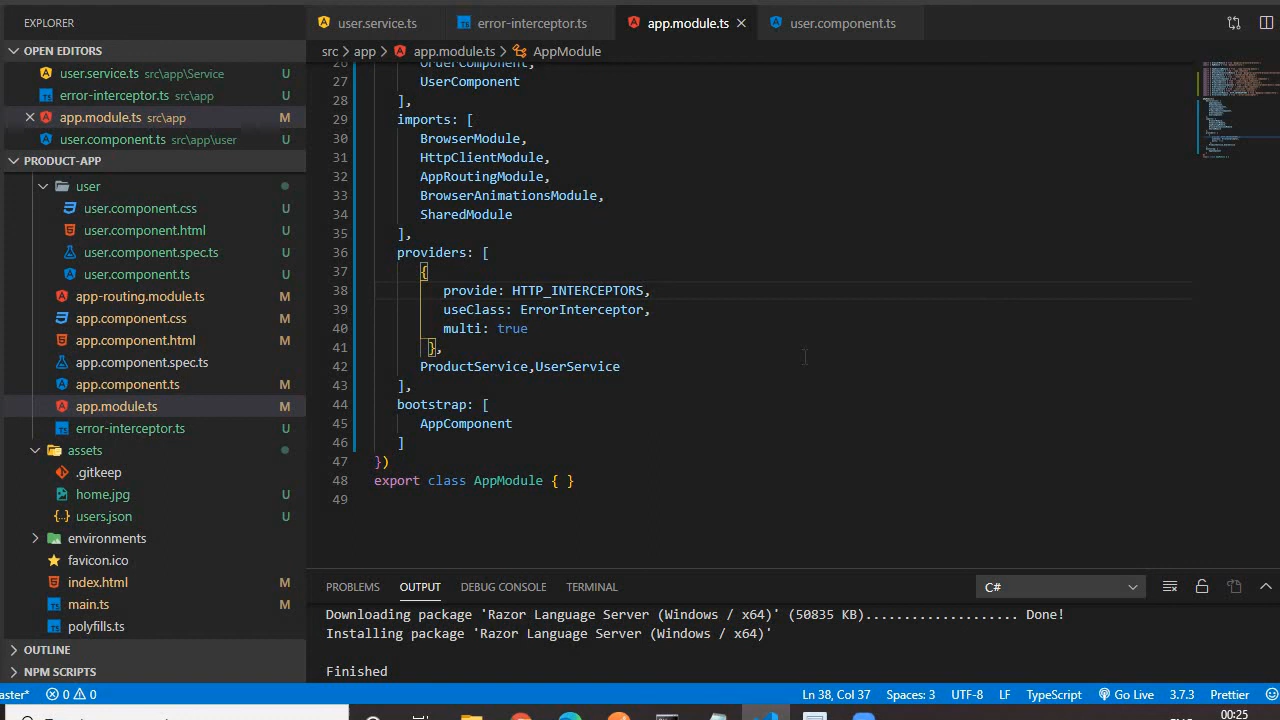 EXPLORER
OPEN EDITORS
user.service.ts src\app\Service U
error-interceptor.ts src\app U
app.module.ts src\app M
user.component.ts src\app\user U
PRODUCT-APP
user
user.component.css U
user.component.html U
user.component.spec.ts U
user.component.ts U
app-routing.module.ts M
app.component.css M
app.component.html M
app.component.spec.ts
app.component.ts M
app.module.ts M
error-interceptor.ts U
assets
.gitkeep
home.jpg U
users.json U
environments
favicon.ico
index.html M
main.ts M
polyfills.ts
OUTLINE
NPM SCRIPTS
user.service.ts error-interceptor.ts app.module.ts user.component.ts
src > app > app.module.ts > AppModule
26 OrderComponent,
27 UserComponent
28 ],
29 imports: [
30 BrowserModule,
31 HttpClientModule,
32 AppRoutingModule,
33 BrowserAnimationsModule,
34 SharedModule
35 ],
36 providers: [
37 {
38 provide: HTTP_INTERCEPTORS,
39 useClass: ErrorInterceptor,
40 multi: true
41 },
42 ProductService,UserService
43 ],
44 bootstrap: [
45 AppComponent
46 ]
47 })
48 export class AppModule { }
49
PROBLEMS OUTPUT DEBUG CONSOLE TERMINAL C#
Downloading package 'Razor Language Server (Windows / x64)' (50835 KB).................... Done!
Installing package 'Razor Language Server (Windows / x64)'
Finished
aster* 0 0 Ln 38, Col 37 Spaces: 3 UTF-8 LF TypeScript Go Live 3.7.3 Prettier
00:25